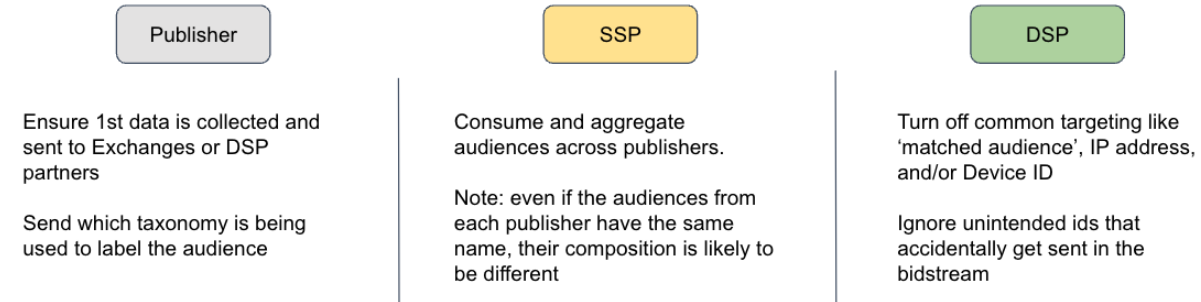 Publisher
SSP
DSP
Ensure 1st data is collected and
sent to Exchanges or DSP
partners
Send which taxonomy is being
used to label the audience
Consume and aggregate
audiences across publishers.
Note: even if the audiences from
each publisher have the same
name, their composition is likely to
be different
Turn off common targeting like
‘matched audience’, IP address,
and/or Device ID
Ignore unintended ids that
accidentally get sent in the
bidstream